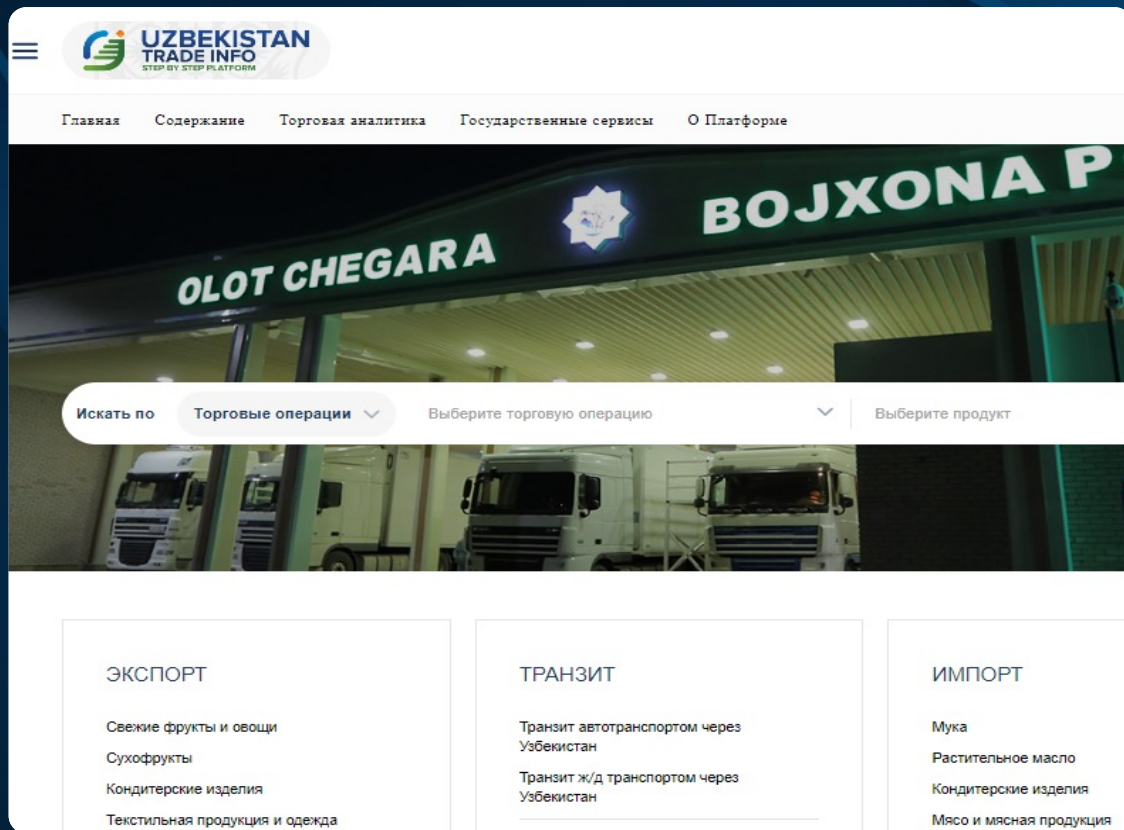 UZBEKISTAN
TRADE INFO
STEP BY STEP PLATFORM
Главная Содержание Торговая аналитика Государственные сервисы О Платформе
OLOT CHEGARA BOJXONA P
Искать по Торговые операции Выберите торговую операцию Выберите продукт
ЭКСПОРТ
Свежие фрукты и овощи
Сухофрукты
Кондитерские изделия
Текстильная продукция и одежда
ТРАНЗИТ
Транзит автотранспортом через
Узбекистан
Транзит ж/д транспортом через
Узбекистан
ИМПОРТ
Мука
Растительное масло
Кондитерские изделия
Мясо и мясная продукция